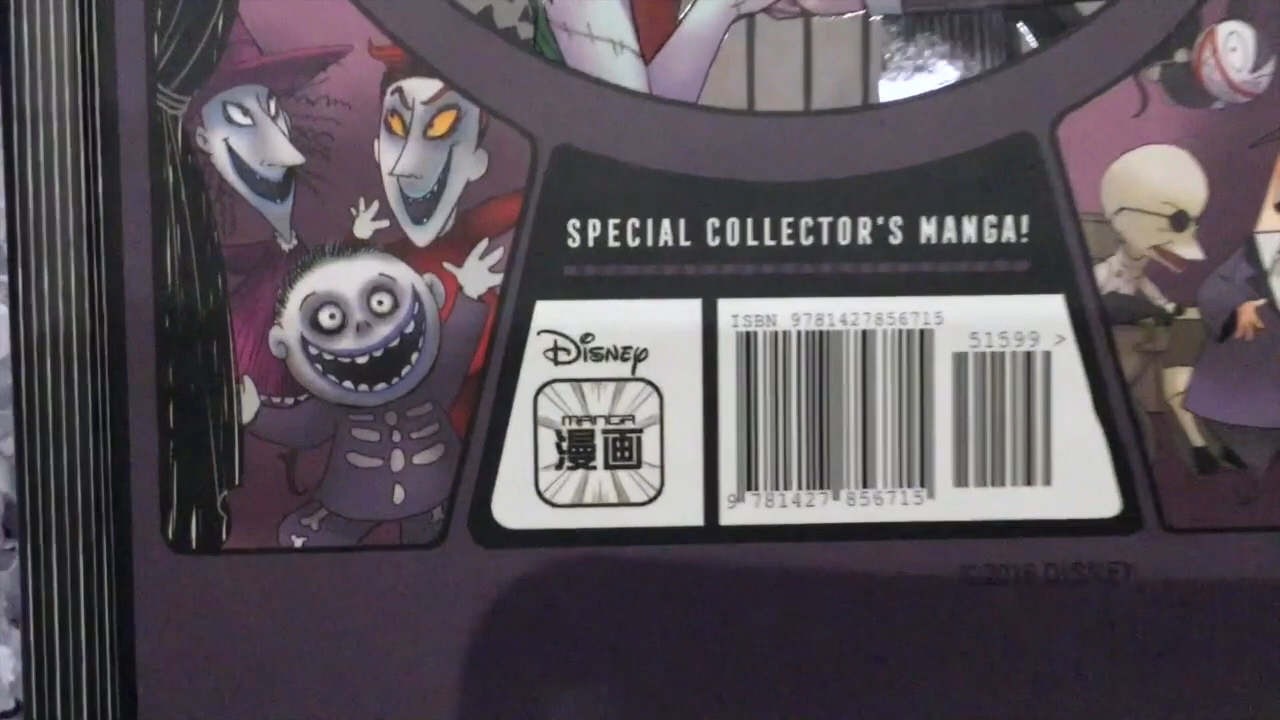 SPECIAL COLLECTOR'S MANGA!
ISBN 9781427856715
51599 >
DISNEY
MANGA
漫画
9 781427 856715
© 2016 DISNEY